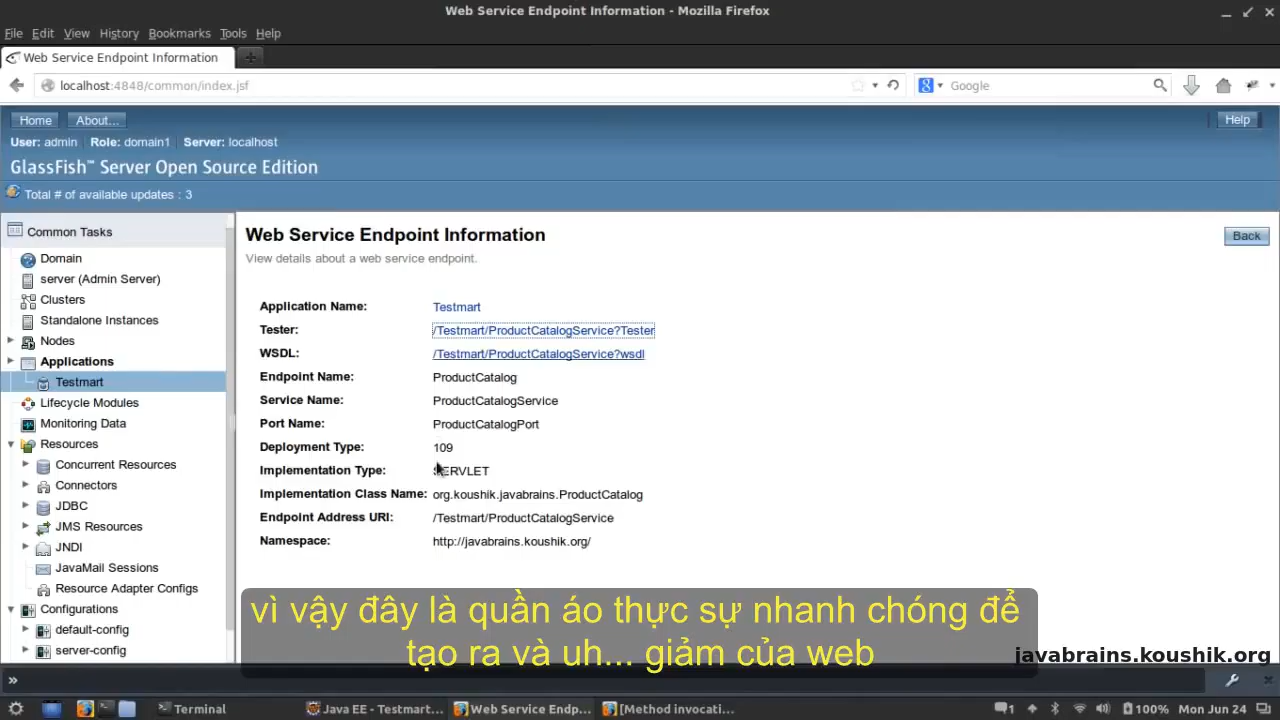 Web Service Endpoint Information - Mozilla Firefox
File Edit View History Bookmarks Tools Help
Web Service Endpoint Information
localhost:4848/common/index.jsf
Google
Home About... Help
User: admin Role: domain1 Server: localhost
GlassFish™ Server Open Source Edition
Total # of available updates : 3
Common Tasks
Domain
server (Admin Server)
Clusters
Standalone Instances
Nodes
Applications
Testmart
Lifecycle Modules
Monitoring Data
Resources
Concurrent Resources
Connectors
JDBC
JMS Resources
JNDI
JavaMail Sessions
Resource Adapter Configs
Configurations
default-config
server-config
Web Service Endpoint Information
Back
View details about a web service endpoint.
Application Name: Testmart
Tester: /Testmart/ProductCatalogService?Tester
WSDL: /Testmart/ProductCatalogService?wsdl
Endpoint Name: ProductCatalog
Service Name: ProductCatalogService
Port Name: ProductCatalogPort
Deployment Type: 109
Implementation Type: SERVLET
Implementation Class Name: org.koushik.javabrains.ProductCatalog
Endpoint Address URI: /Testmart/ProductCatalogService
Namespace: http://javabrains.koushik.org/
vì vậy đây là quần áo thực sự nhanh chóng để
tạo ra và uh... giảm của web
javabrains.koushik.org
»
Terminal Java EE - Testmart... Web Service Endp... [Method invocati... 1 100% Mon Jun 24